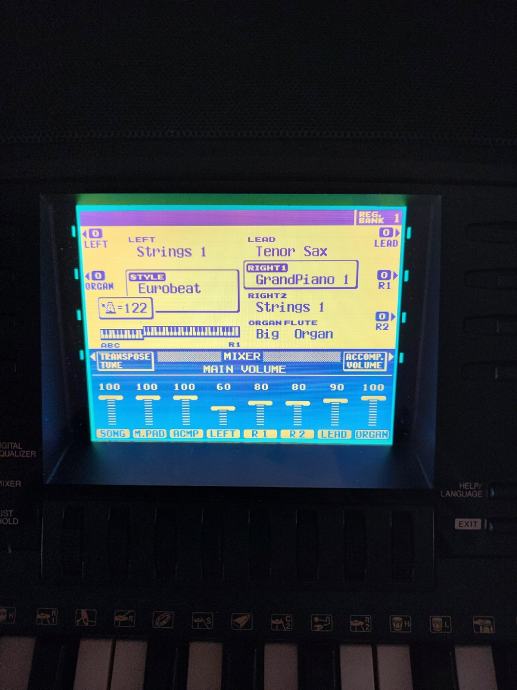 REG. BANK 1
0 LEFT
LEFT
Strings 1
LEAD
Tenor Sax
0 LEAD
0 ORGAN
STYLE
Eurobeat
RIGHT1
GrandPiano 1
0 R1
=122
RIGHT2
Strings 1
0 R2
ORGAN FLUTE
Big Organ
ABC
R1
TRANSPOSE TUNE
MIXER
MAIN VOLUME
ACCOMP. VOLUME
100 100 100 60 80 80 90 100
SONG M.PAD ACMP LEFT R1 R2 LEAD ORGAN
HELP/
LANGUAGE
EXIT